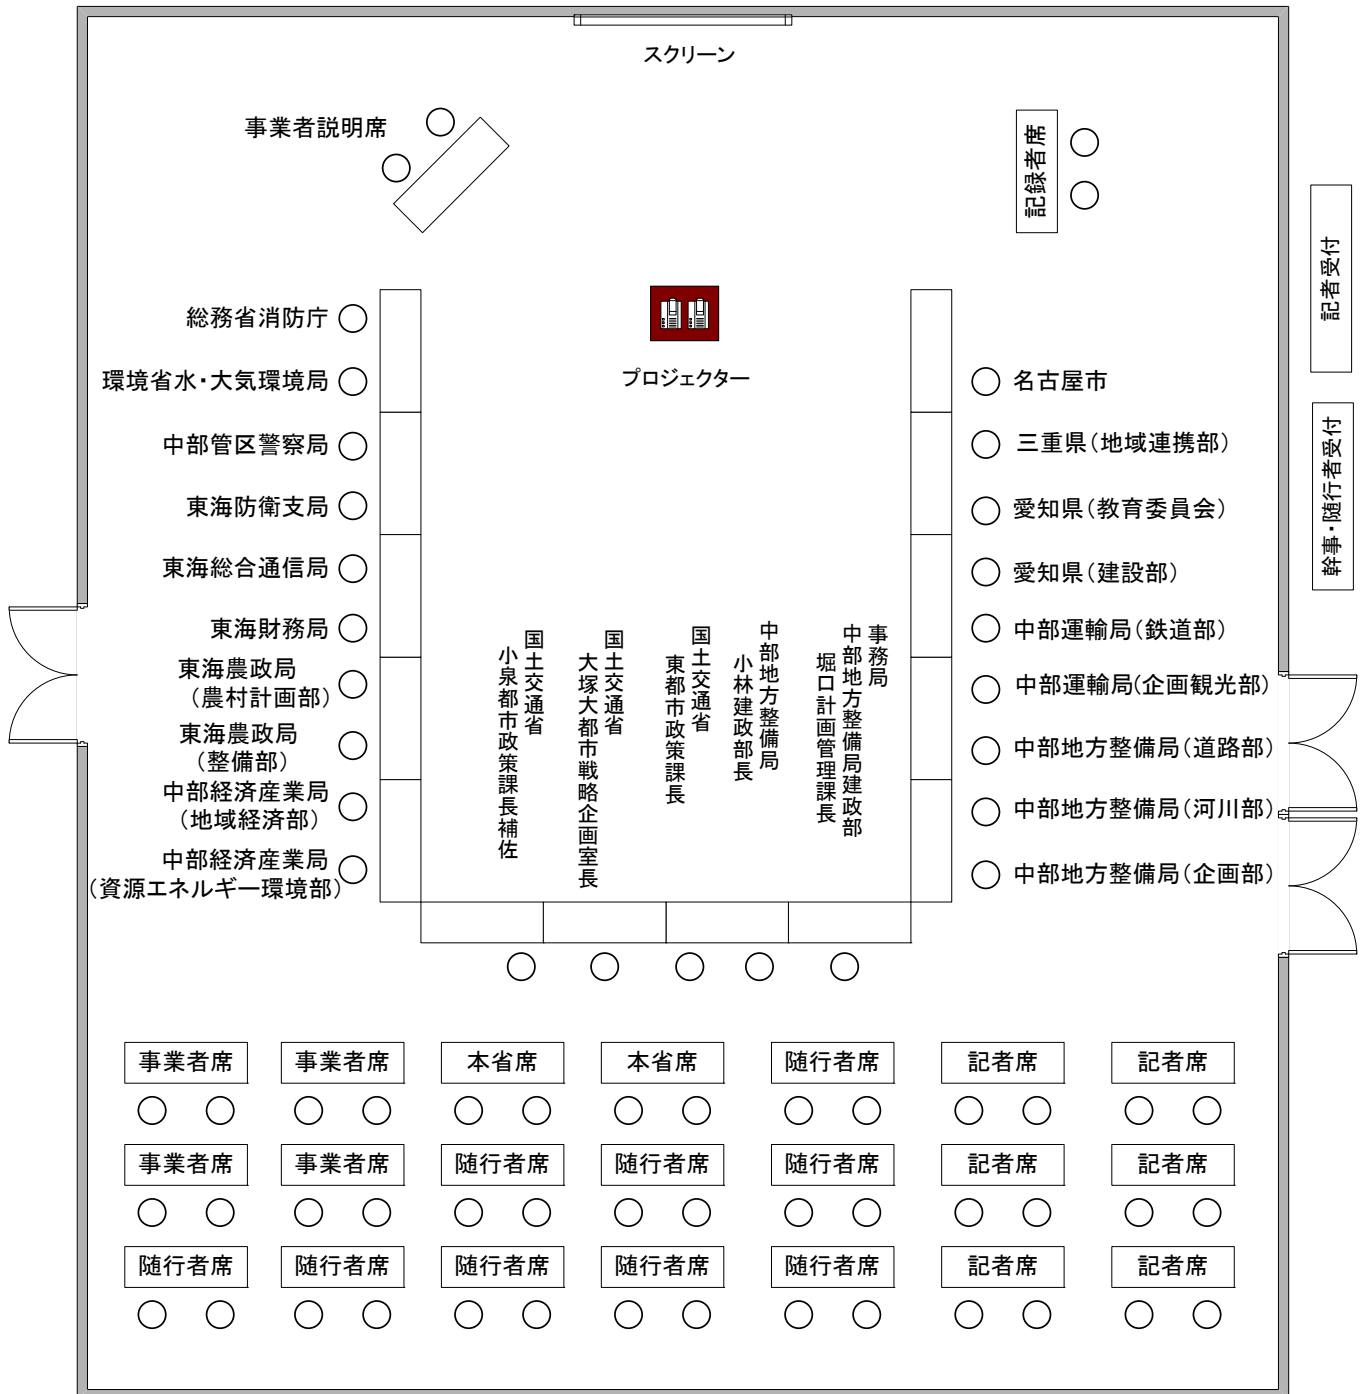 スクリーン
事業者説明席
記録者席
記者受付
幹事・随行者受付
プロジェクター
総務省消防庁
環境省水・大気環境局
中部管区警察局
東海防衛支局
東海総合通信局
東海財務局
東海農政局
（農村計画部）
東海農政局
（整備部）
中部経済産業局
（地域経済部）
中部経済産業局
（資源エネルギー環境部）
名古屋市
三重県（地域連携部）
愛知県（教育委員会）
愛知県（建設部）
中部運輸局（鉄道部）
中部運輸局（企画観光部）
中部地方整備局（道路部）
中部地方整備局（河川部）
中部地方整備局（企画部）
国土交通省
小泉都市政策課長補佐
国土交通省
大塚大都市戦略企画室長
国土交通省
東都市政策課長
中部地方整備局
小林建政部長
事務局
中部地方整備局建政部
堀口計画管理課長
事業者席 事業者席 本省席 本省席 随行者席 記者席 記者席
事業者席 事業者席 随行者席 随行者席 随行者席 記者席 記者席
随行者席 随行者席 随行者席 随行者席 随行者席 記者席 記者席